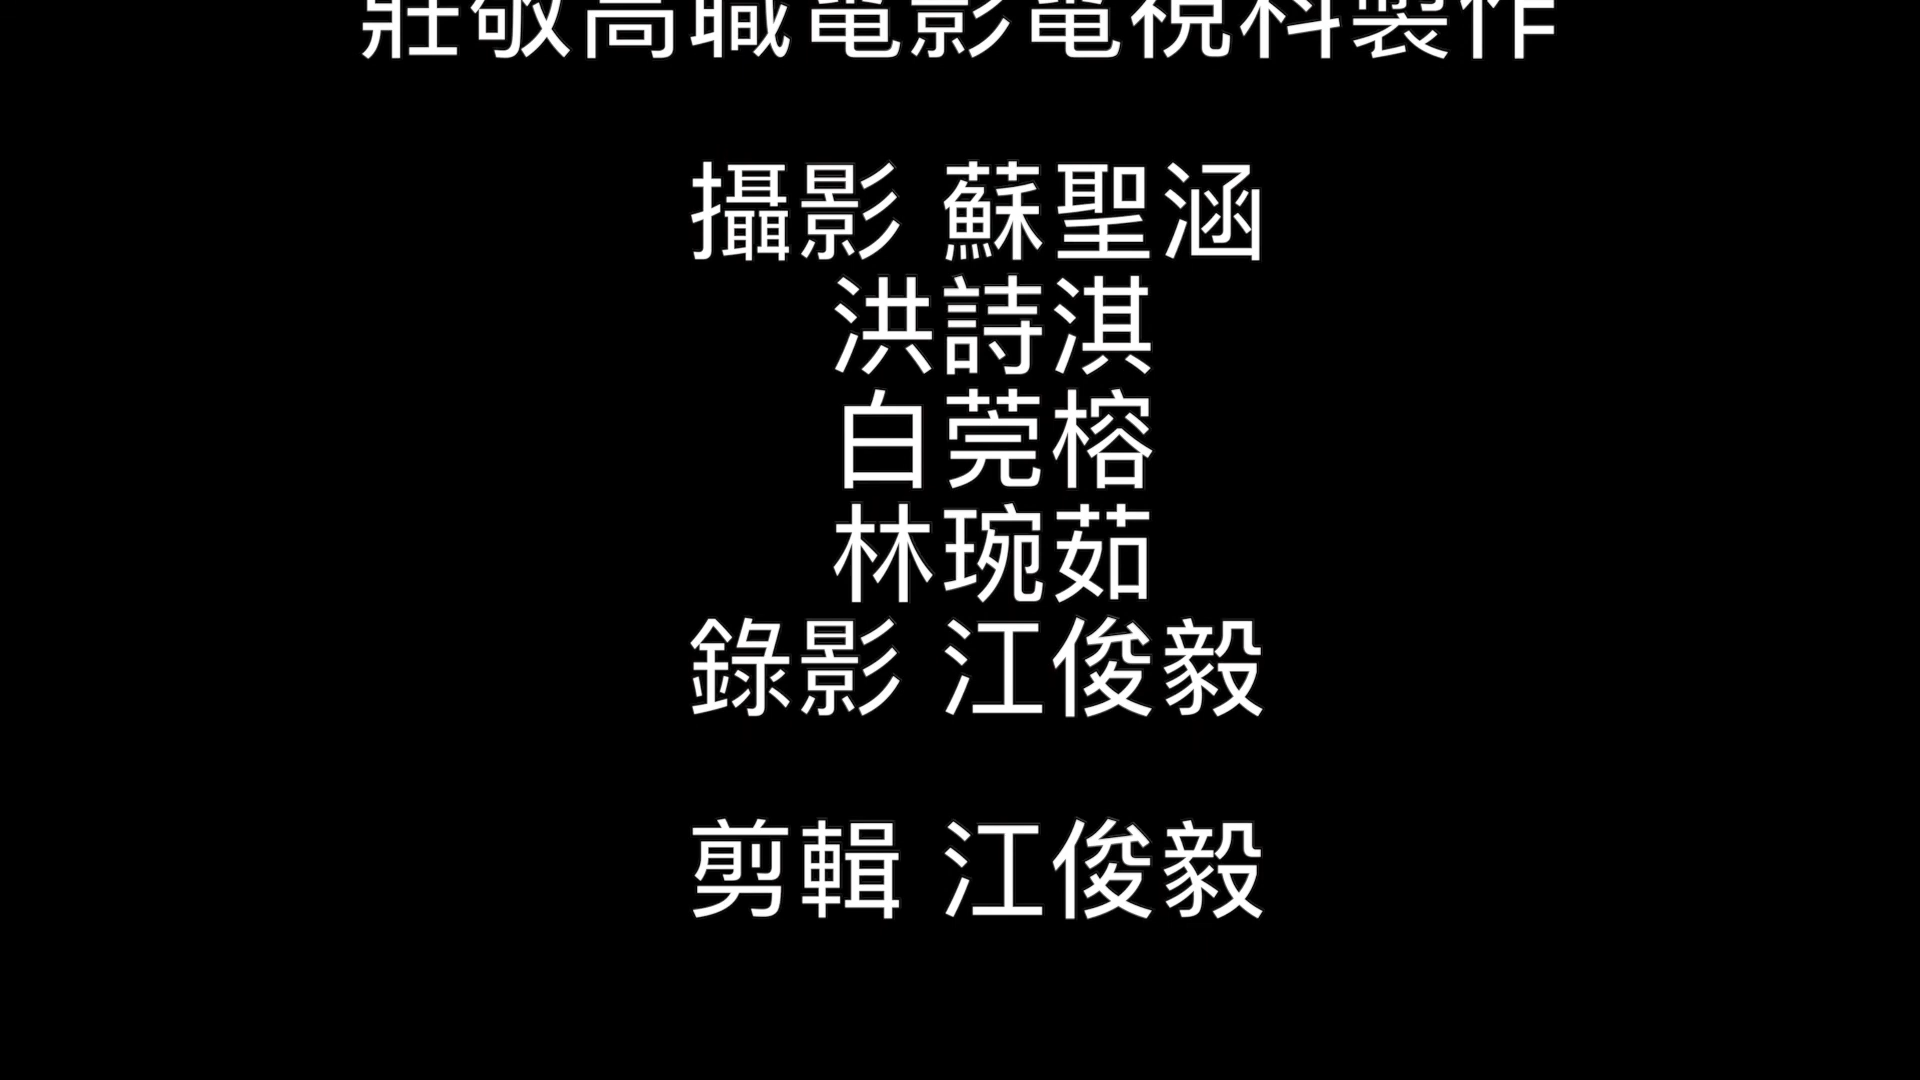 莊敬高職電影電視科製作
攝影 蘇聖涵
洪詩淇
白莞榕
林琬茹
錄影 江俊毅
剪輯 江俊毅